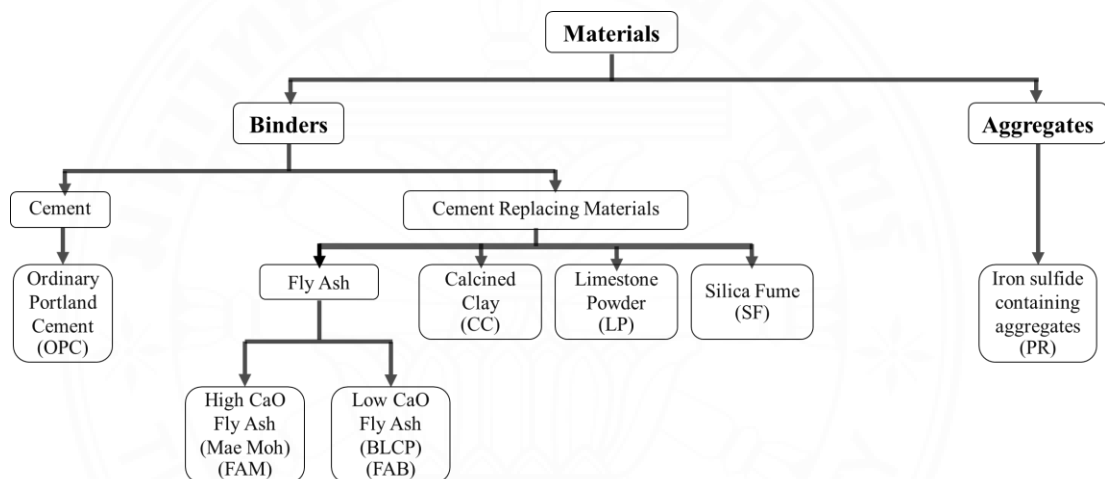 Materials
Binders
Aggregates
Cement
Cement Replacing Materials
Ordinary
Portland
Cement
(OPC)
Fly Ash
Calcined
Clay
(CC)
Limestone
Powder
(LP)
Silica Fume
(SF)
Iron sulfide
containing
aggregates
(PR)
High CaO
Fly Ash
(Mae Moh)
(FAM)
Low CaO
Fly Ash
(BLCP)
(FAB)